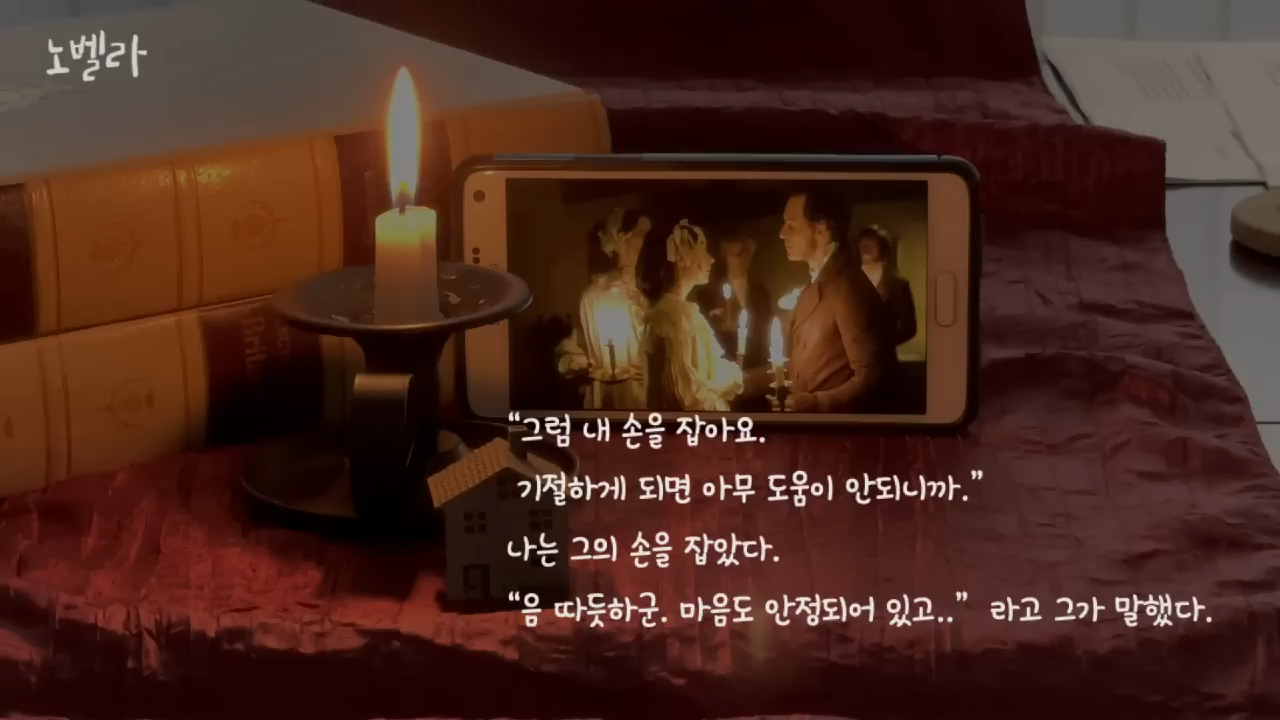 노벨라
“그럼 내 손을 잡아요.
기절하게 되면 아무 도움이 안되니까.”
나는 그의 손을 잡았다.
“음 따듯하군. 마음도 안정되어 있고..” 라고 그가 말했다.